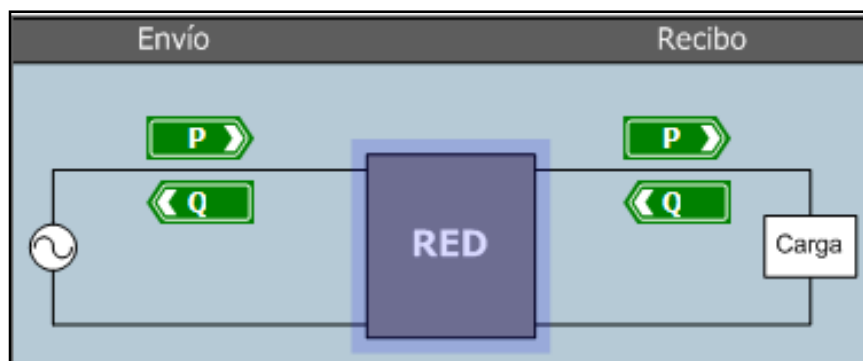 Envío Recibo
P P
Q Q
RED
Carga